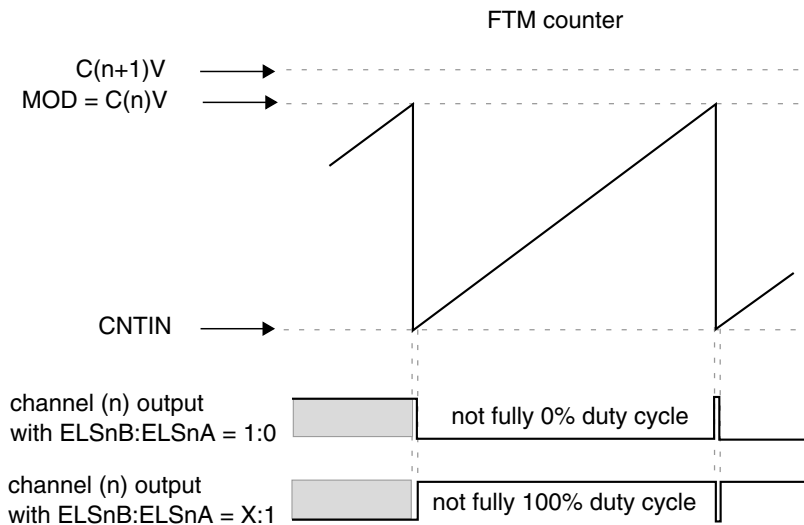 FTM counter
C(n+1)V
MOD = C(n)V
CNTIN
channel (n) output
with ELSnB:ELSnA = 1:0
not fully 0% duty cycle
channel (n) output
with ELSnB:ELSnA = X:1
not fully 100% duty cycle